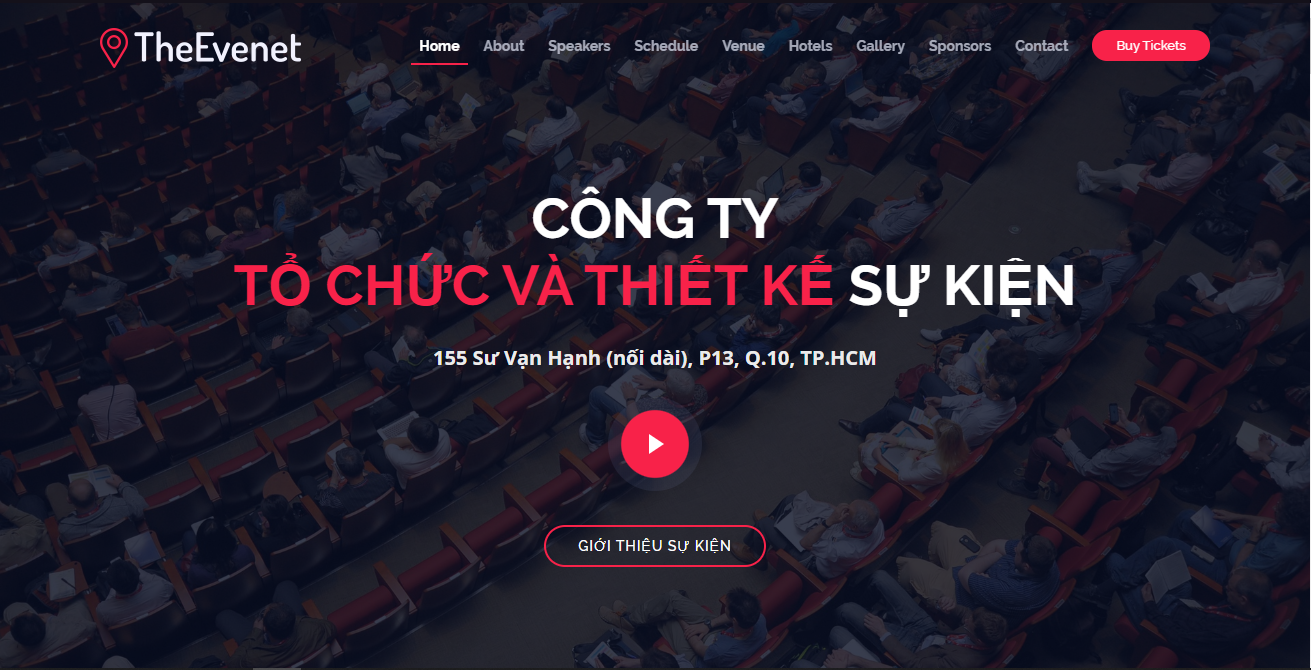 TheEvenet
Home About Speakers Schedule Venue Hotels Gallery Sponsors Contact Buy Tickets
CÔNG TY
TỔ CHỨC VÀ THIẾT KẾ SỰ KIỆN
155 Sư Vạn Hạnh (nối dài), P13, Q.10, TP.HCM
GIỚI THIỆU SỰ KIỆN